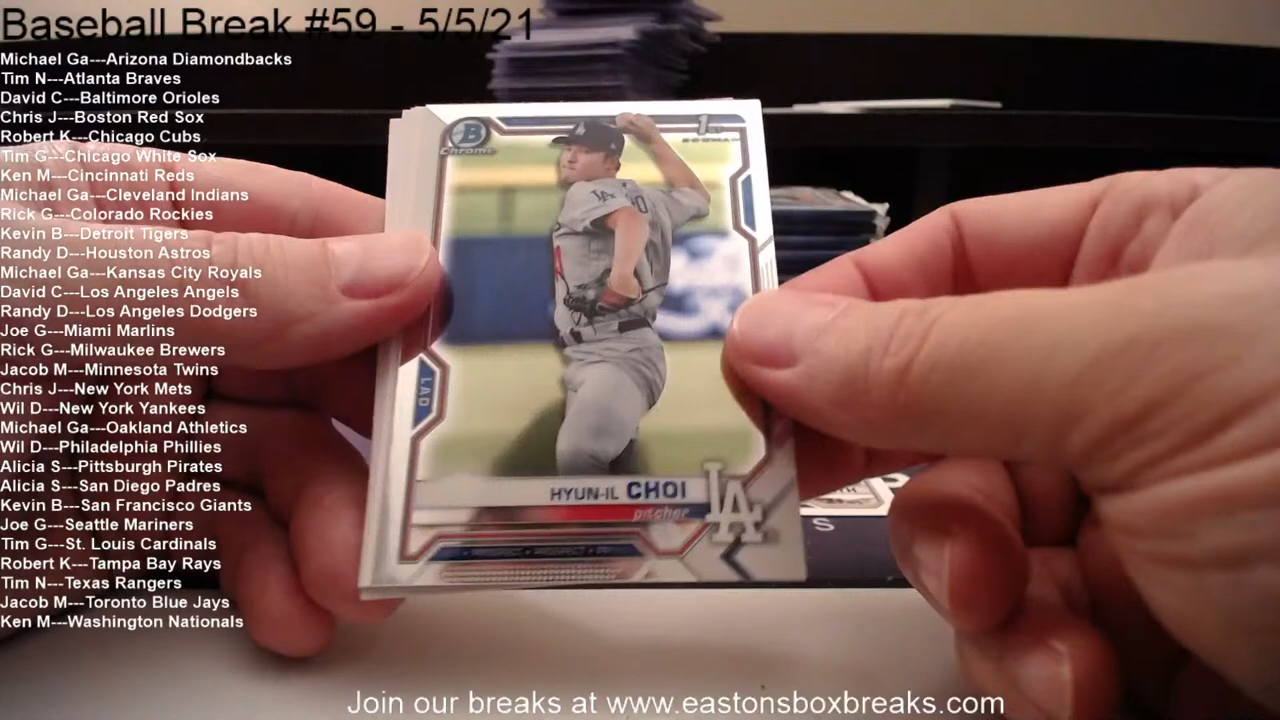 Baseball Break #59 - 5/5/21
Michael Ga---Arizona Diamondbacks
Tim N---Atlanta Braves
David C---Baltimore Orioles
Chris J---Boston Red Sox
Robert K---Chicago Cubs
Tim G---Chicago White Sox
Ken M---Cincinnati Reds
Michael Ga---Cleveland Indians
Rick G---Colorado Rockies
Kevin B---Detroit Tigers
Randy D---Houston Astros
Michael Ga---Kansas City Royals
David C---Los Angeles Angels
Randy D---Los Angeles Dodgers
Joe G---Miami Marlins
Rick G---Milwaukee Brewers
Jacob M---Minnesota Twins
Chris J---New York Mets
Wil D---New York Yankees
Michael Ga---Oakland Athletics
Wil D---Philadelphia Phillies
Alicia S---Pittsburgh Pirates
Alicia S---San Diego Padres
Kevin B---San Francisco Giants
Joe G---Seattle Mariners
Tim G---St. Louis Cardinals
Robert K---Tampa Bay Rays
Tim N---Texas Rangers
Jacob M---Toronto Blue Jays
Ken M---Washington Nationals
B
Chrome
1st
BOWMAN
LA
LAD
HYUN-IL CHOI
pitcher
LA
Join our breaks at www.eastonsboxbreaks.com